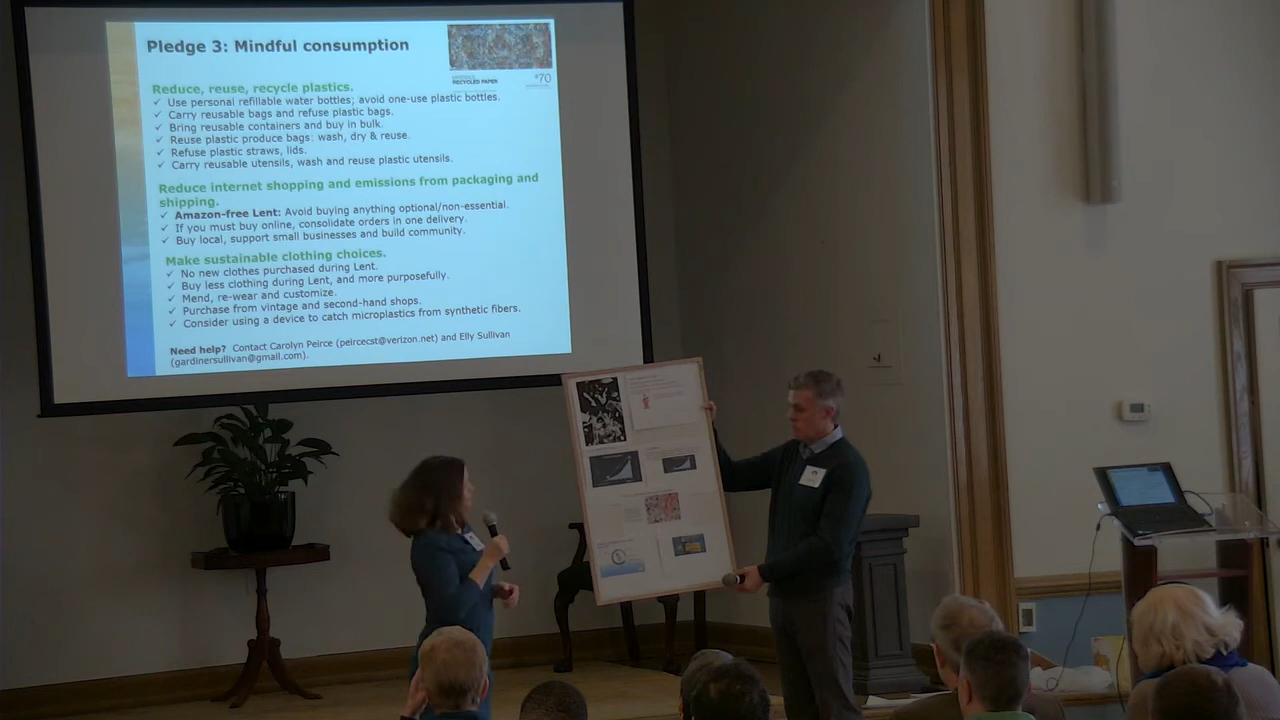 Pledge 3: Mindful consumption
RECYCLED PAPER
$70
Reduce, reuse, recycle plastics.
✓ Use personal refillable water bottles; avoid one-use plastic bottles.
✓ Carry reusable bags and refuse plastic bags.
✓ Bring reusable containers and buy in bulk.
✓ Reuse plastic produce bags: wash, dry & reuse.
✓ Refuse plastic straws, lids.
✓ Carry reusable utensils, wash and reuse plastic utensils.
Reduce internet shopping and emissions from packaging and
shipping.
✓ Amazon-free Lent: Avoid buying anything optional/non-essential.
✓ If you must buy online, consolidate orders in one delivery.
✓ Buy local, support small businesses and build community.
Make sustainable clothing choices.
✓ No new clothes purchased during Lent.
✓ Buy less clothing during Lent, and more purposefully.
✓ Mend, re-wear and customize.
✓ Purchase from vintage and second-hand shops.
✓ Consider using a device to catch microplastics from synthetic fibers.
Need help? Contact Carolyn Peirce (peircecst@verizon.net) and Elly Sullivan
(gardinersullivan@gmail.com).